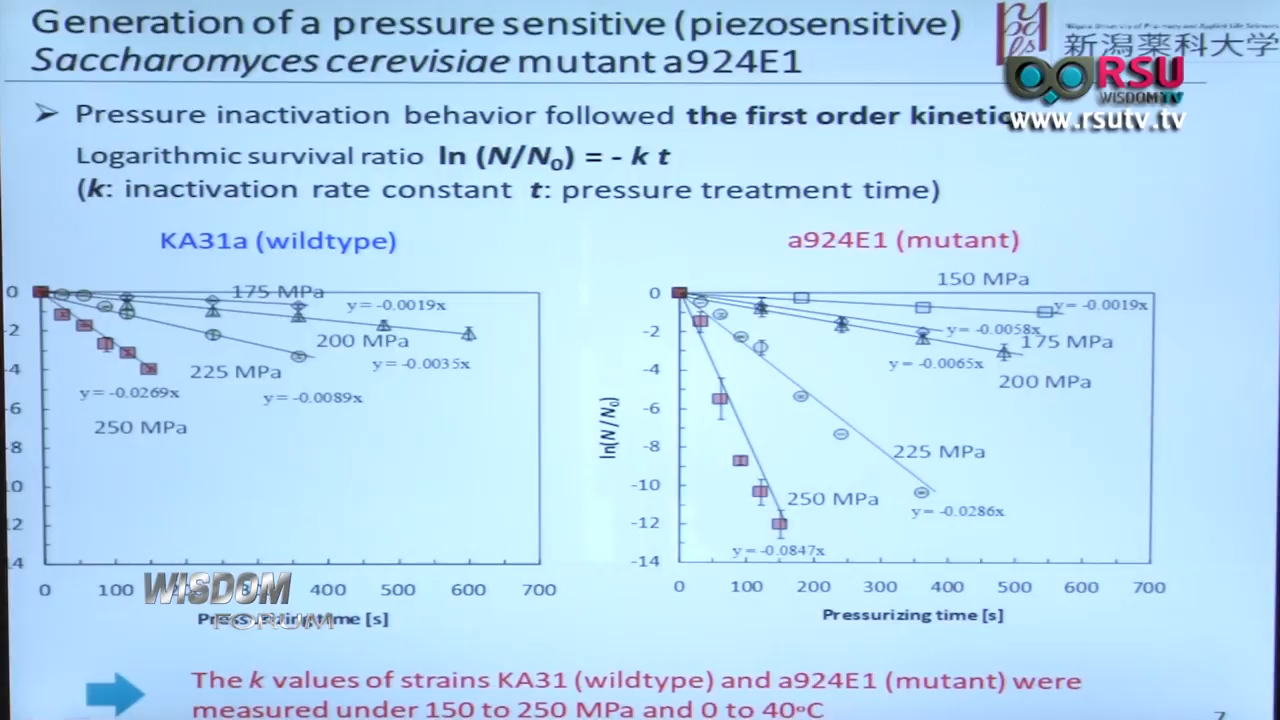 Generation of a pressure sensitive (piezosensitive)
Saccharomyces cerevisiae mutant a924E1
新潟薬科大学
RSU
WISDOM TV
www.rsutv.tv
➢ Pressure inactivation behavior followed the first order kinetic
Logarithmic survival ratio ln (N/N₀) = - k t
(k: inactivation rate constant t: pressure treatment time)
KA31a (wildtype)
175 MPa
y = -0.0019x
200 MPa
y = -0.0035x
225 MPa
y = -0.0089x
y = -0.0269x
250 MPa
0
-2
-4
-6
-8
10
12
14
0 100 400 500 600 700
time [s]
WISDOM
FORUM
a924E1 (mutant)
150 MPa
y = -0.0019x
y = -0.0058x
175 MPa
y = -0.0065x
200 MPa
225 MPa
y = -0.0286x
250 MPa
y = -0.0847x
ln(N/N₀)
0
-2
-4
-6
-8
-10
-12
-14
0 100 200 300 400 500 600 700
Pressurizing time [s]
The k values of strains KA31 (wildtype) and a924E1 (mutant) were
measured under 150 to 250 MPa and 0 to 40ºC
7